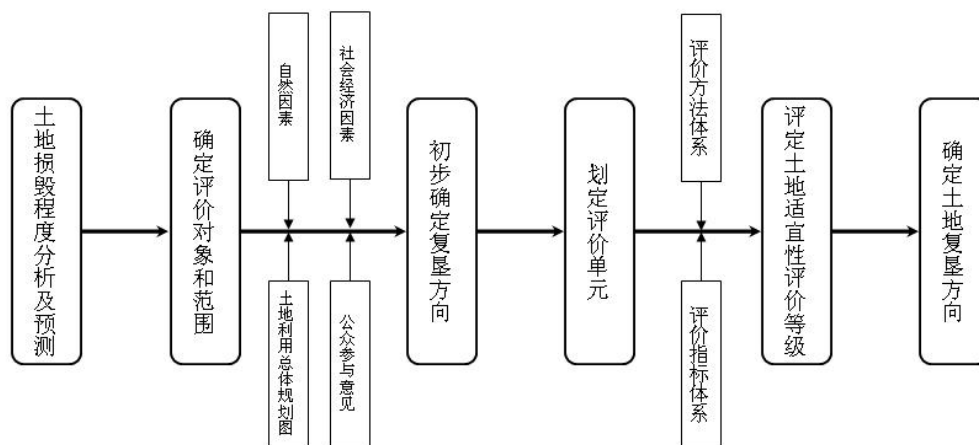 土地损毁程度分析及预测
确定评价对象和范围
自然因素
社会经济因素
土地利用总体规划图
公众参与意见
初步确定复垦方向
划定评价单元
评价方法体系
评价指标体系
评定土地适宜性评价等级
确定土地复垦方向